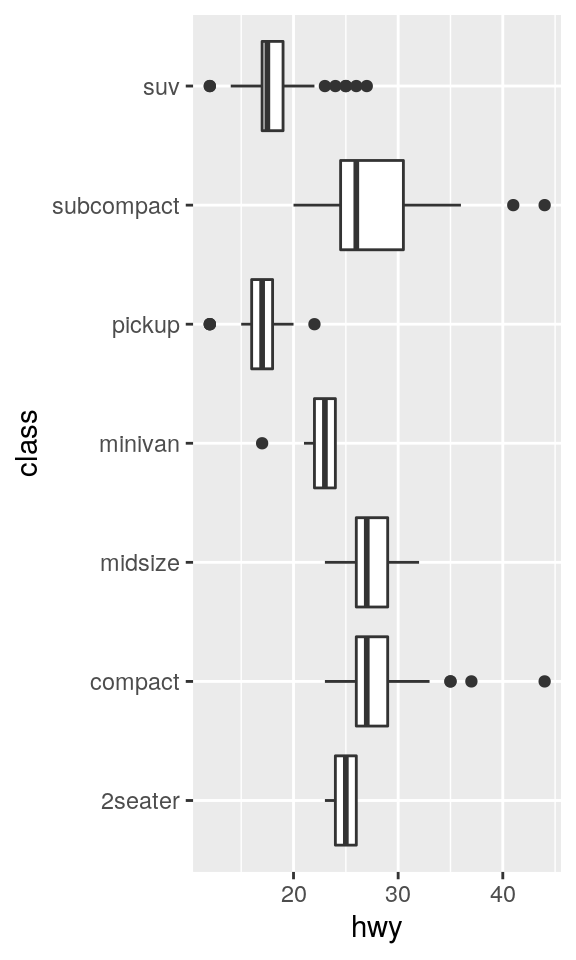 suv
subcompact
pickup
minivan
midsize
compact
2seater
class
20 30 40
hwy